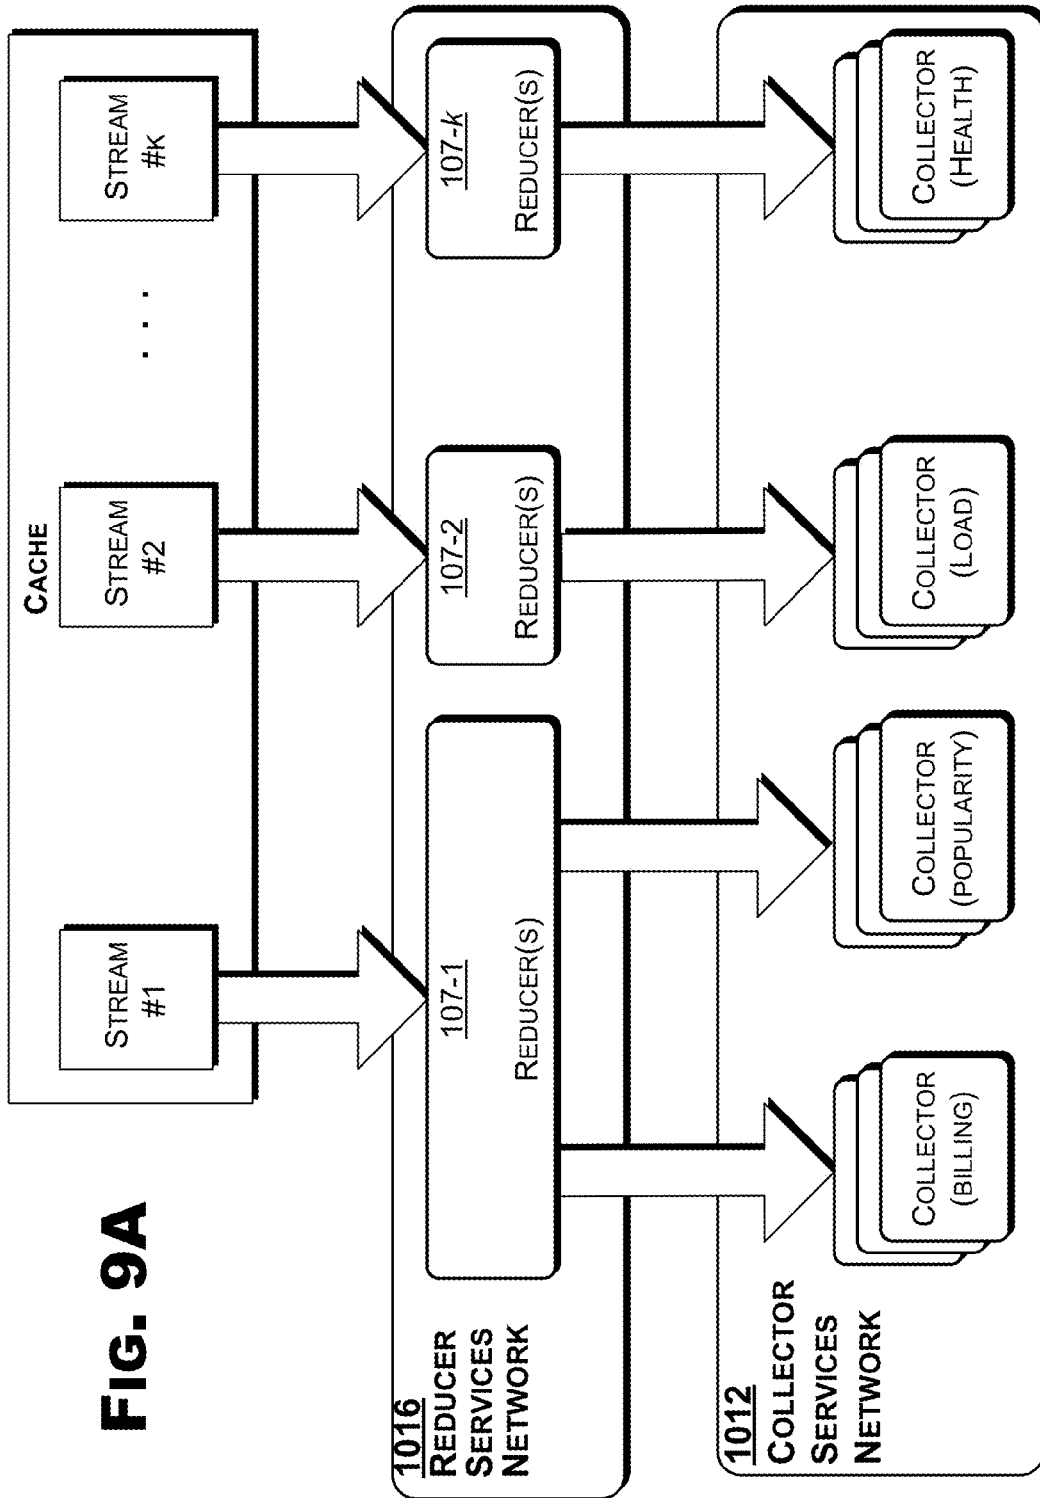 FIG. 9A
CACHE
STREAM
#1
STREAM
#2
. . .
STREAM
#K
1016
REDUCER
SERVICES
NETWORK
107-1
REDUCER(S)
107-2
REDUCER(S)
107-k
REDUCER(S)
1012
COLLECTOR
SERVICES
NETWORK
COLLECTOR
(BILLING)
COLLECTOR
(POPULARITY)
COLLECTOR
(LOAD)
COLLECTOR
(HEALTH)